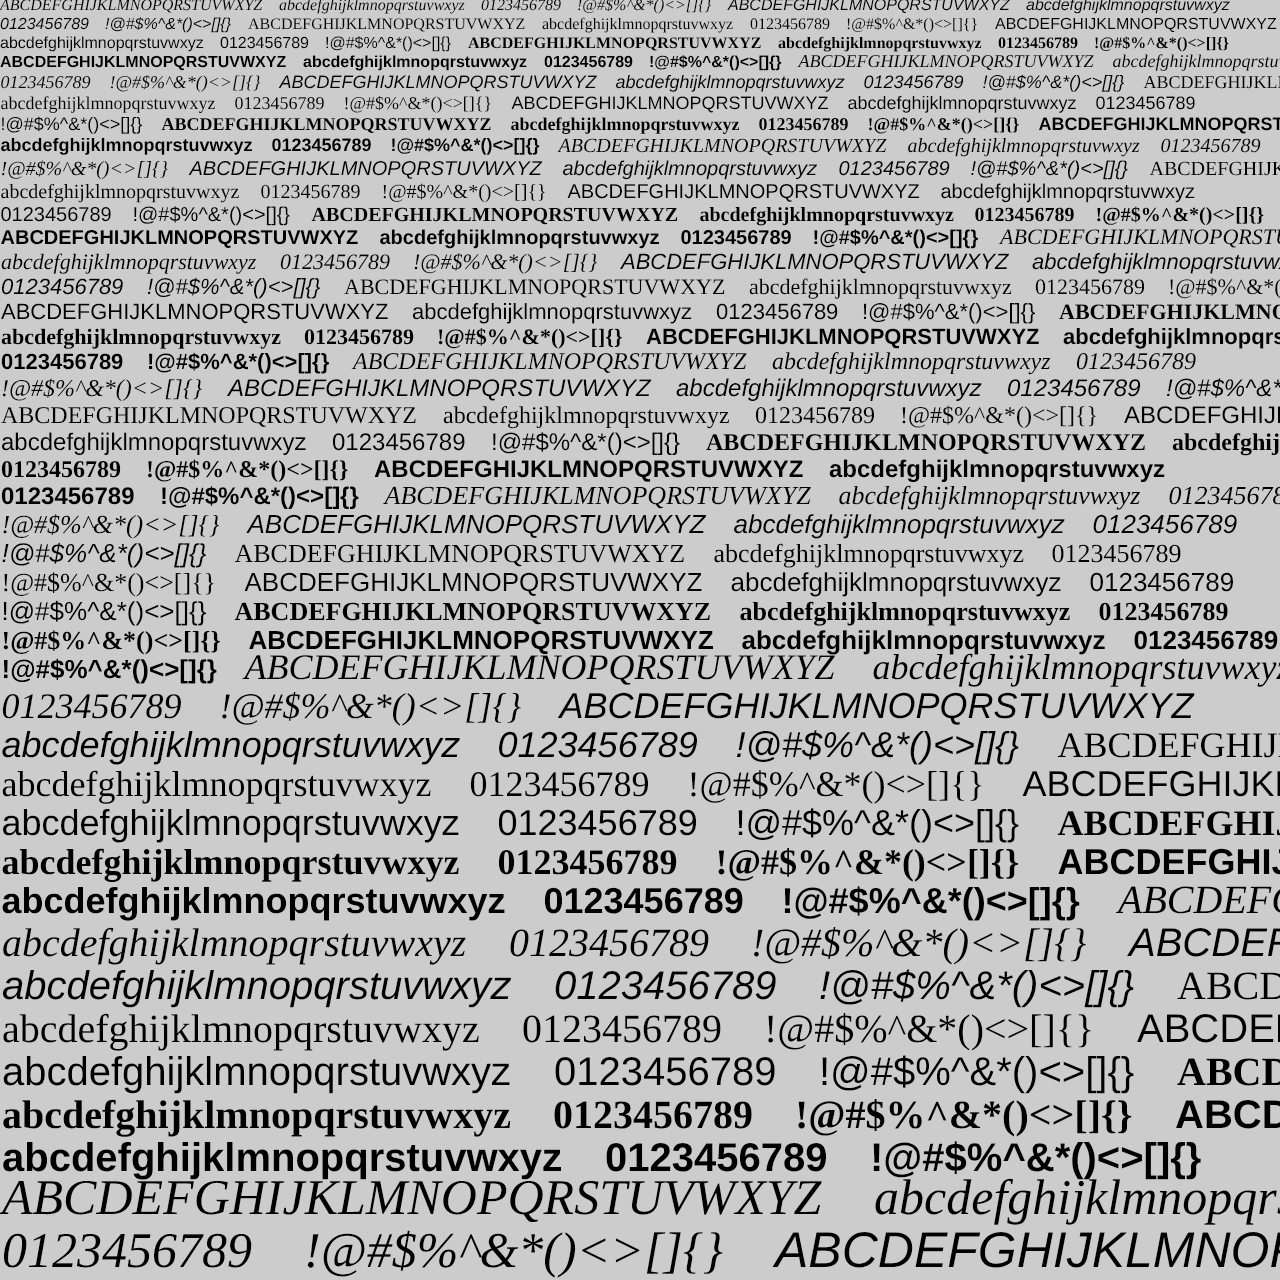 ABCDEFGHIJKLMNOPQRSTUVWXYZ abcdefghijklmnopqrstuvwxyz 0123456789 !@#$%^&*()<>[]{} ABCDEFGHIJKLMNOPQRSTUVWXYZ abcdefghijklmnopqrstuvwxyz
0123456789 !@#$%^&*()<>[]{} ABCDEFGHIJKLMNOPQRSTUVWXYZ abcdefghijklmnopqrstuvwxyz 0123456789 !@#$%^&*()<>[]{} ABCDEFGHIJKLMNOPQRSTUVWXYZ
abcdefghijklmnopqrstuvwxyz 0123456789 !@#$%^&*()<>[]{} ABCDEFGHIJKLMNOPQRSTUVWXYZ abcdefghijklmnopqrstuvwxyz 0123456789 !@#$%^&*()<>[]{}
ABCDEFGHIJKLMNOPQRSTUVWXYZ abcdefghijklmnopqrstuvwxyz 0123456789 !@#$%^&*()<>[]{} ABCDEFGHIJKLMNOPQRSTUVWXYZ abcdefghijklmnopqrstu
0123456789 !@#$%^&*()<>[]{} ABCDEFGHIJKLMNOPQRSTUVWXYZ abcdefghijklmnopqrstuvwxyz 0123456789 !@#$%^&*()<>[]{} ABCDEFGHIJKL
abcdefghijklmnopqrstuvwxyz 0123456789 !@#$%^&*()<>[]{} ABCDEFGHIJKLMNOPQRSTUVWXYZ abcdefghijklmnopqrstuvwxyz 0123456789
!@#$%^&*()<>[]{} ABCDEFGHIJKLMNOPQRSTUVWXYZ abcdefghijklmnopqrstuvwxyz 0123456789 !@#$%^&*()<>[]{} ABCDEFGHIJKLMNOPQRST
abcdefghijklmnopqrstuvwxyz 0123456789 !@#$%^&*()<>[]{} ABCDEFGHIJKLMNOPQRSTUVWXYZ abcdefghijklmnopqrstuvwxyz 0123456789
!@#$%^&*()<>[]{} ABCDEFGHIJKLMNOPQRSTUVWXYZ abcdefghijklmnopqrstuvwxyz 0123456789 !@#$%^&*()<>[]{} ABCDEFGHIJK
abcdefghijklmnopqrstuvwxyz 0123456789 !@#$%^&*()<>[]{} ABCDEFGHIJKLMNOPQRSTUVWXYZ abcdefghijklmnopqrstuvwxyz
0123456789 !@#$%^&*()<>[]{} ABCDEFGHIJKLMNOPQRSTUVWXYZ abcdefghijklmnopqrstuvwxyz 0123456789 !@#$%^&*()<>[]{}
ABCDEFGHIJKLMNOPQRSTUVWXYZ abcdefghijklmnopqrstuvwxyz 0123456789 !@#$%^&*()<>[]{} ABCDEFGHIJKLMNOPQRSTU
abcdefghijklmnopqrstuvwxyz 0123456789 !@#$%^&*()<>[]{} ABCDEFGHIJKLMNOPQRSTUVWXYZ abcdefghijklmnopqrstuvw
0123456789 !@#$%^&*()<>[]{} ABCDEFGHIJKLMNOPQRSTUVWXYZ abcdefghijklmnopqrstuvwxyz 0123456789 !@#$%^&*(
ABCDEFGHIJKLMNOPQRSTUVWXYZ abcdefghijklmnopqrstuvwxyz 0123456789 !@#$%^&*()<>[]{} ABCDEFGHIJKLMNO
abcdefghijklmnopqrstuvwxyz 0123456789 !@#$%^&*()<>[]{} ABCDEFGHIJKLMNOPQRSTUVWXYZ abcdefghijklmnopqrs
0123456789 !@#$%^&*()<>[]{} ABCDEFGHIJKLMNOPQRSTUVWXYZ abcdefghijklmnopqrstuvwxyz 0123456789
!@#$%^&*()<>[]{} ABCDEFGHIJKLMNOPQRSTUVWXYZ abcdefghijklmnopqrstuvwxyz 0123456789 !@#$%^&*
ABCDEFGHIJKLMNOPQRSTUVWXYZ abcdefghijklmnopqrstuvwxyz 0123456789 !@#$%^&*()<>[]{} ABCDEFGHIJ
abcdefghijklmnopqrstuvwxyz 0123456789 !@#$%^&*()<>[]{} ABCDEFGHIJKLMNOPQRSTUVWXYZ abcdefghij
0123456789 !@#$%^&*()<>[]{} ABCDEFGHIJKLMNOPQRSTUVWXYZ abcdefghijklmnopqrstuvwxyz
0123456789 !@#$%^&*()<>[]{} ABCDEFGHIJKLMNOPQRSTUVWXYZ abcdefghijklmnopqrstuvwxyz 012345678
!@#$%^&*()<>[]{} ABCDEFGHIJKLMNOPQRSTUVWXYZ abcdefghijklmnopqrstuvwxyz 0123456789
!@#$%^&*()<>[]{} ABCDEFGHIJKLMNOPQRSTUVWXYZ abcdefghijklmnopqrstuvwxyz 0123456789
!@#$%^&*()<>[]{} ABCDEFGHIJKLMNOPQRSTUVWXYZ abcdefghijklmnopqrstuvwxyz 0123456789
!@#$%^&*()<>[]{} ABCDEFGHIJKLMNOPQRSTUVWXYZ abcdefghijklmnopqrstuvwxyz 0123456789
!@#$%^&*()<>[]{} ABCDEFGHIJKLMNOPQRSTUVWXYZ abcdefghijklmnopqrstuvwxyz 0123456789
!@#$%^&*()<>[]{} ABCDEFGHIJKLMNOPQRSTUVWXYZ abcdefghijklmnopqrstuvwxyz
0123456789 !@#$%^&*()<>[]{} ABCDEFGHIJKLMNOPQRSTUVWXYZ
abcdefghijklmnopqrstuvwxyz 0123456789 !@#$%^&*()<>[]{} ABCDEFGHIJ
abcdefghijklmnopqrstuvwxyz 0123456789 !@#$%^&*()<>[]{} ABCDEFGHIJKL
abcdefghijklmnopqrstuvwxyz 0123456789 !@#$%^&*()<>[]{} ABCDEFGHIJ
abcdefghijklmnopqrstuvwxyz 0123456789 !@#$%^&*()<>[]{} ABCDEFGHIJ
abcdefghijklmnopqrstuvwxyz 0123456789 !@#$%^&*()<>[]{} ABCDEFG
abcdefghijklmnopqrstuvwxyz 0123456789 !@#$%^&*()<>[]{} ABCDEF
abcdefghijklmnopqrstuvwxyz 0123456789 !@#$%^&*()<>[]{} ABCD
abcdefghijklmnopqrstuvwxyz 0123456789 !@#$%^&*()<>[]{} ABCDE
abcdefghijklmnopqrstuvwxyz 0123456789 !@#$%^&*()<>[]{} ABCD
abcdefghijklmnopqrstuvwxyz 0123456789 !@#$%^&*()<>[]{} ABCD
abcdefghijklmnopqrstuvwxyz 0123456789 !@#$%^&*()<>[]{}
ABCDEFGHIJKLMNOPQRSTUVWXYZ abcdefghijklmnopqrs
0123456789 !@#$%^&*()<>[]{} ABCDEFGHIJKLMNOP